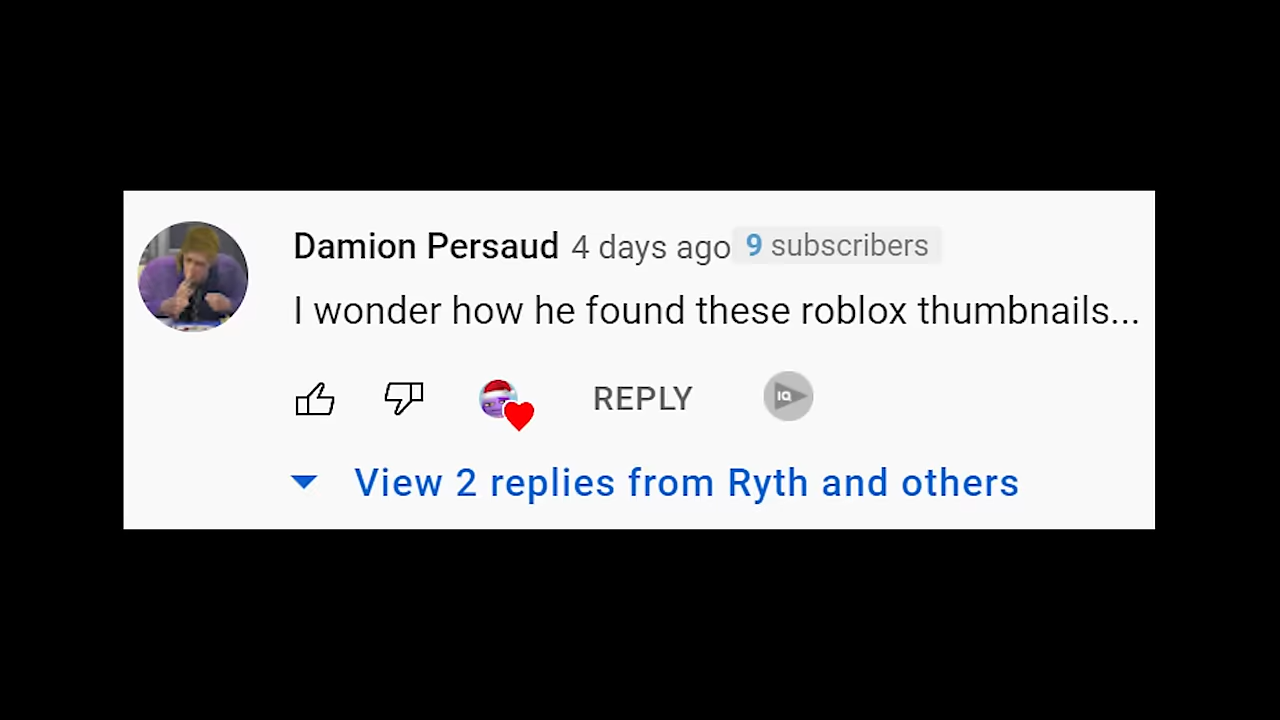 Damion Persaud 4 days ago 9 subscribers
I wonder how he found these roblox thumbnails...
REPLY IQ
View 2 replies from Ryth and others